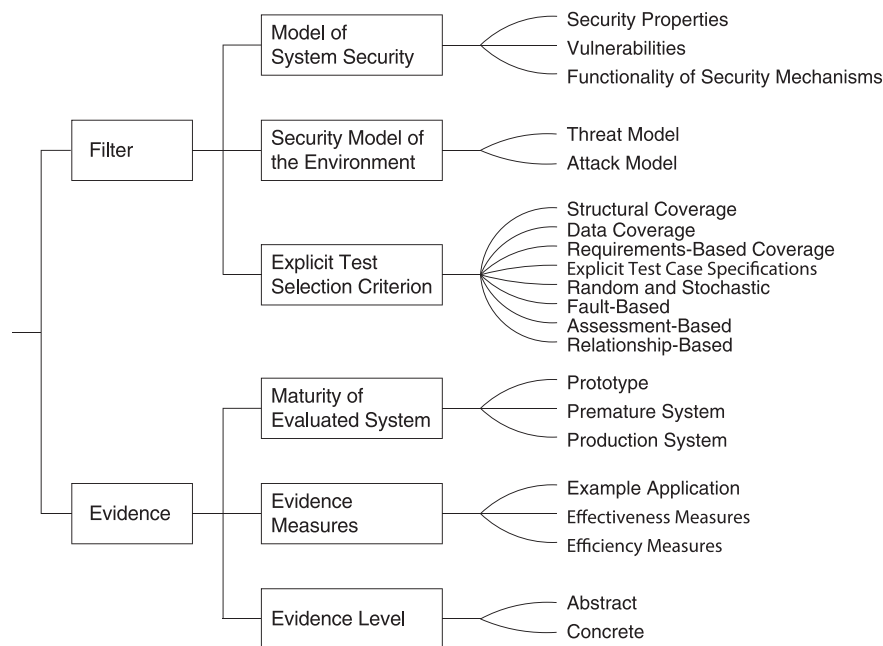 Filter
Model of
System Security
Security Properties
Vulnerabilities
Functionality of Security Mechanisms
Security Model of
the Environment
Threat Model
Attack Model
Explicit Test
Selection Criterion
Structural Coverage
Data Coverage
Requirements-Based Coverage
Explicit Test Case Specifications
Random and Stochastic
Fault-Based
Assessment-Based
Relationship-Based
Evidence
Maturity of
Evaluated System
Prototype
Premature System
Production System
Evidence
Measures
Example Application
Effectiveness Measures
Efficiency Measures
Evidence Level
Abstract
Concrete